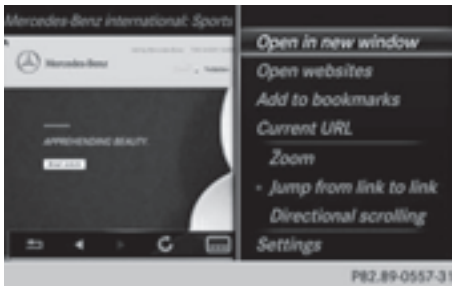 Mercedes-Benz international: Sports
Mercedes-Benz
APPREHENDING BEAUTY.
Open in new window
Open websites
Add to bookmarks
Current URL
Zoom
Jump from link to link
Directional scrolling
Settings
P82.89-0557-31